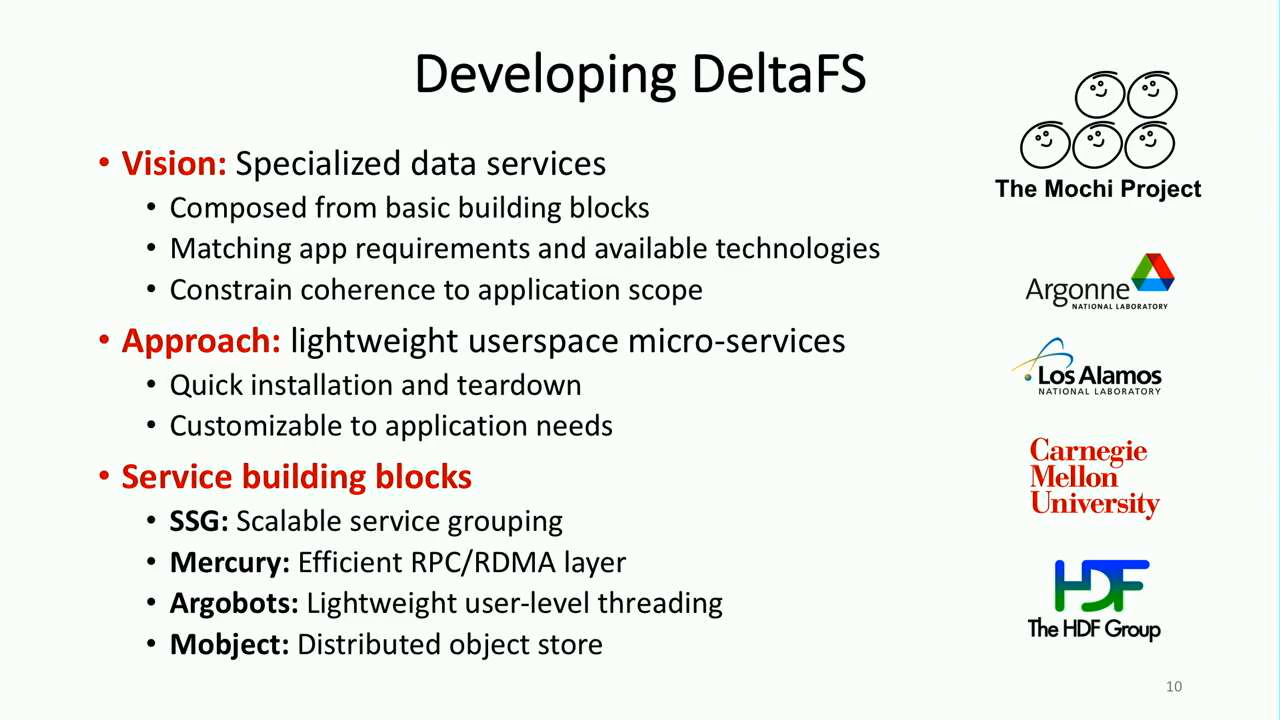 Developing DeltaFS
• Vision: Specialized data services
• Composed from basic building blocks
• Matching app requirements and available technologies
• Constrain coherence to application scope
• Approach: lightweight userspace micro-services
• Quick installation and teardown
• Customizable to application needs
• Service building blocks
• SSG: Scalable service grouping
• Mercury: Efficient RPC/RDMA layer
• Argobots: Lightweight user-level threading
• Mobject: Distributed object store
The Mochi Project
Argonne
NATIONAL LABORATORY
Los Alamos
NATIONAL LABORATORY
Carnegie
Mellon
University
HDF
The HDF Group
10